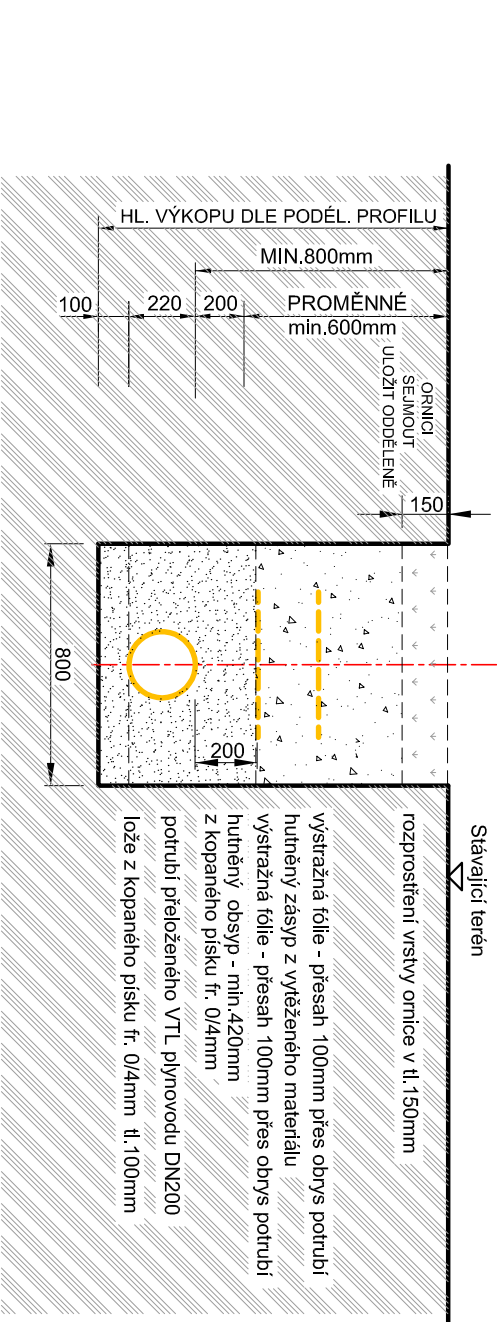 Stávající terén
HL. VÝKOPU DLE PODÉL. PROFILU
MIN.800mm
100
220
200
PROMĚNNÉ
min.600mm
ORNICI
SEJMOUT
ULOŽIT ODDĚLENĚ
150
800
200
rozprostření vrstvy ornice v tl.150mm
výstražná fólie - přesah 100mm přes obrys potrubí
hutněný zásyp z vytěženého materiálu
výstražná fólie - přesah 100mm přes obrys potrubí
hutněný obsyp - min.420mm
z kopaného písku fr. 0/4mm
potrubí přeloženého VTL plynovodu DN200
lože z kopaného písku fr. 0/4mm tl.100mm